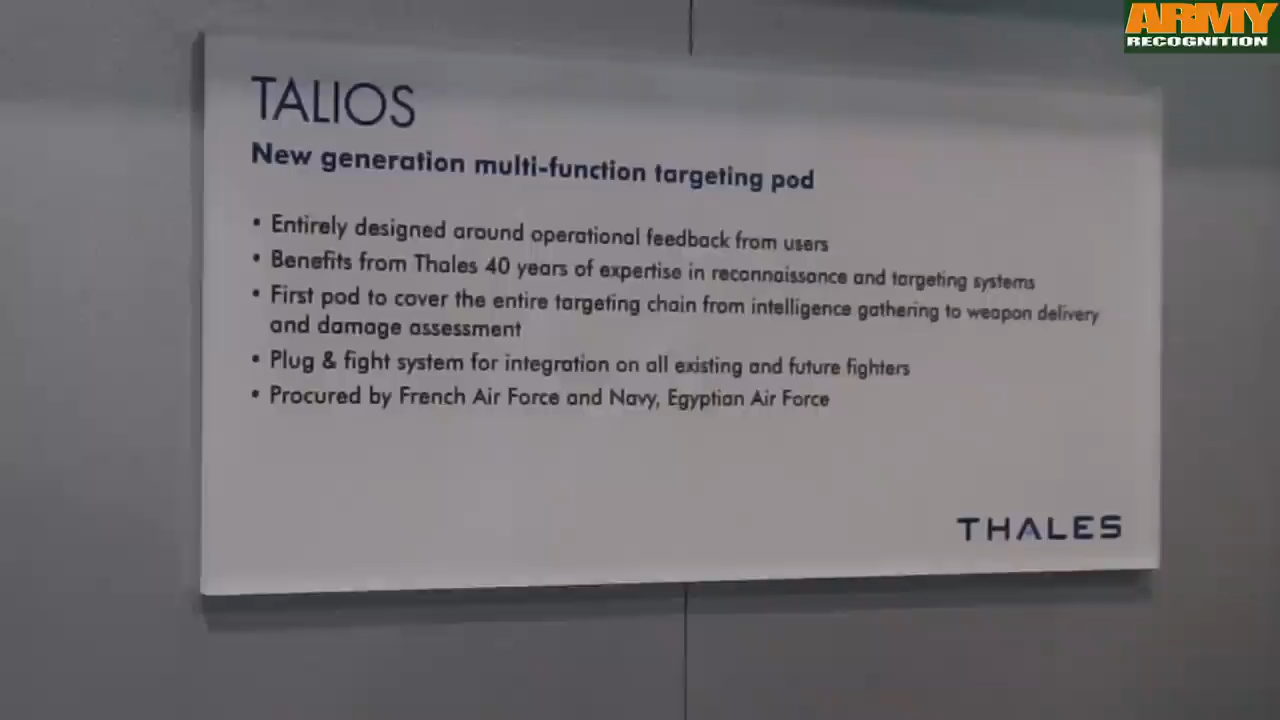 ARMY
RECOGNITION
TALIOS
New generation multi-function targeting pod
• Entirely designed around operational feedback from users
• Benefits from Thales 40 years of expertise in reconnaissance and targeting systems
• First pod to cover the entire targeting chain from intelligence gathering to weapon delivery
and damage assessment
• Plug & fight system for integration on all existing and future fighters
• Procured by French Air Force and Navy, Egyptian Air Force
THALES